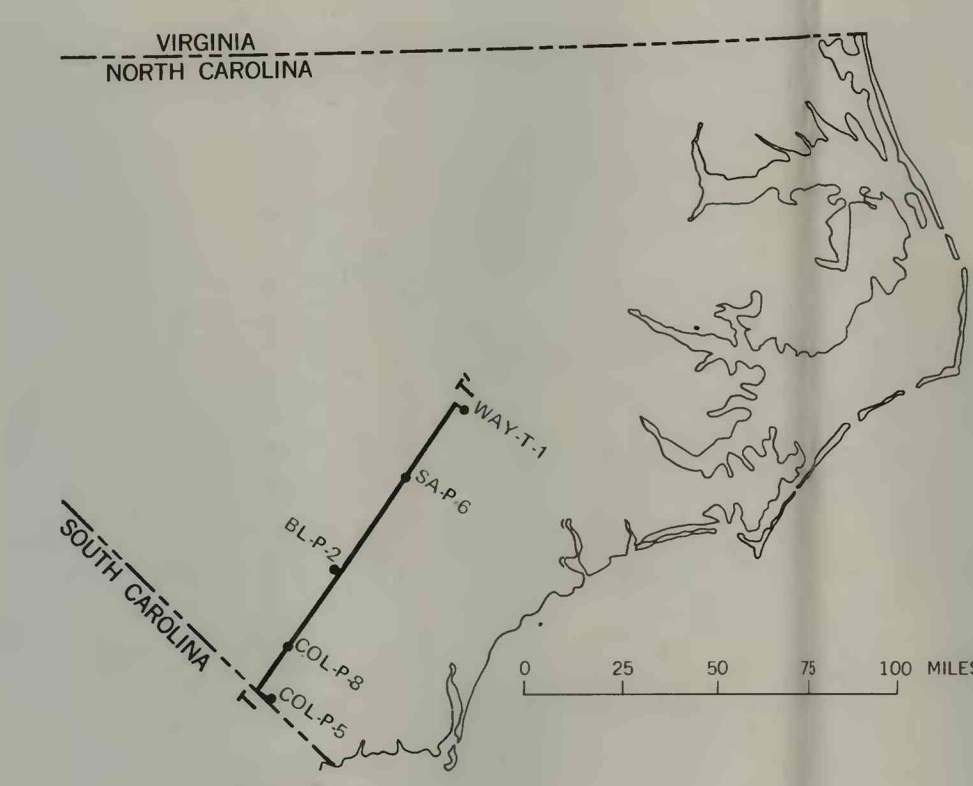 VIRGINIA
NORTH CAROLINA
T'
WAY-T-1
SA-P-6
BL-P-2
SOUTH CAROLINA
COL-P-8
T
COL-P-5
0 25 50 75 100 MILES